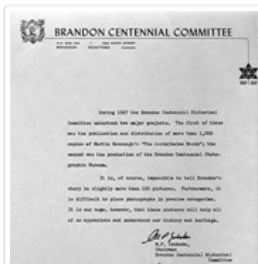 BRANDON CENTENNIAL COMMITTEE
During 1967 the Brandon Centennial Historical
Committee undertook two major projects. The first of these
was the publication and distribution of more than 1,000
copies of Martin Kavanagh's "The Assiniboine Basin"; the
second was the production of the Brandon Centennial Photo-
graphic Museum.
It is, of course, impossible to tell Brandon's
story in slightly more than 100 pictures. Furthermore, it
is difficult to place photographs in precise categories.
It is our hope, however, that these pictures will help all
of us appreciate and understand our history and heritage.
Chairman
Brandon Centennial Historical
Committee